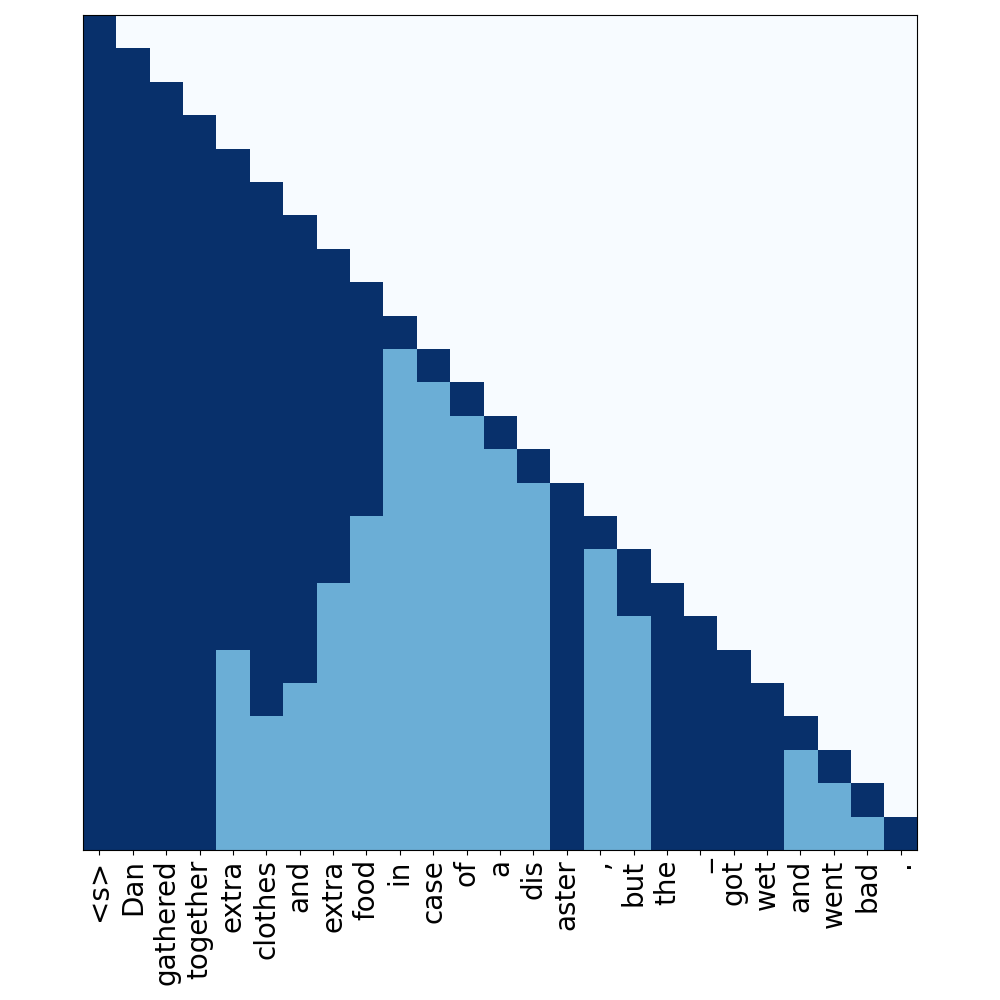 <s> Dan gathered together extra clothes and extra food in case of a dis aster , but the _ got wet and went bad .